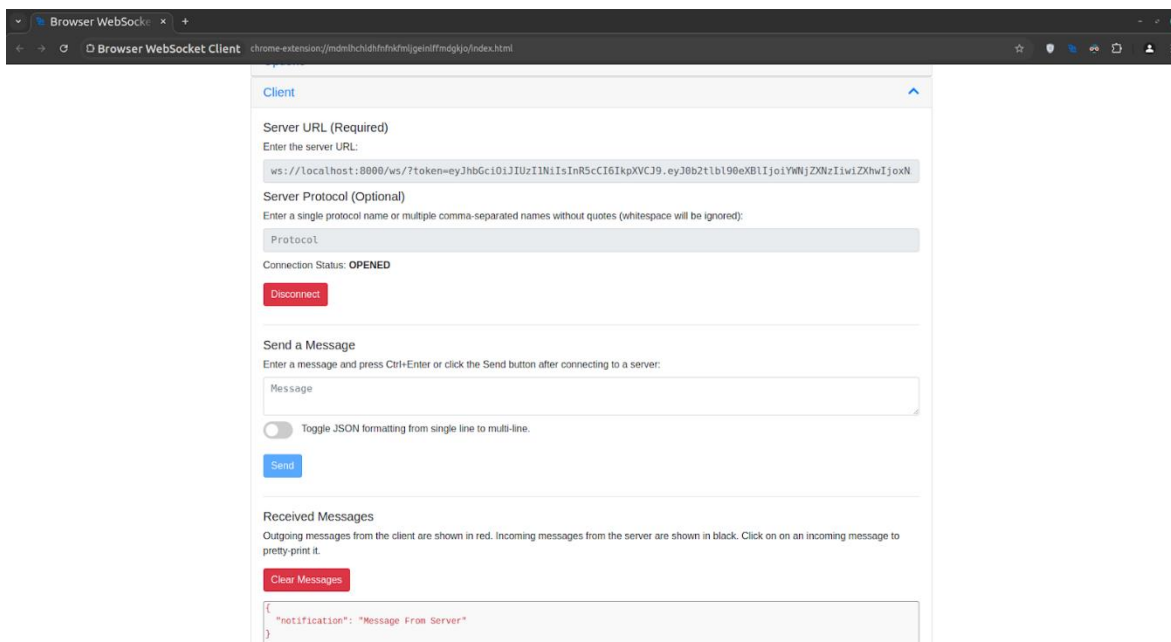 Browser WebSocke
Browser WebSocket Client
chrome-extension://mdmlhchldhfnfnkfmljgeinlffmdgkjo/index.html
Client
Server URL (Required)
Enter the server URL:
ws://localhost:8000/ws/?token=eyJhbGciOiJIUzI1NiIsInR5cCI6IkpXVCJ9.eyJ0b2tlbl90eXBlIjoiYWNjZXNzIiwiZXhwIjoxN
Server Protocol (Optional)
Enter a single protocol name or multiple comma-separated names without quotes (whitespace will be ignored):
Protocol
Connection Status: OPENED
Disconnect
Send a Message
Enter a message and press Ctrl+Enter or click the Send button after connecting to a server:
Message
Toggle JSON formatting from single line to multi-line.
Send
Received Messages
Outgoing messages from the client are shown in red. Incoming messages from the server are shown in black. Click on on an incoming message to
pretty-print it.
Clear Messages
{
"notification": "Message From Server"
}